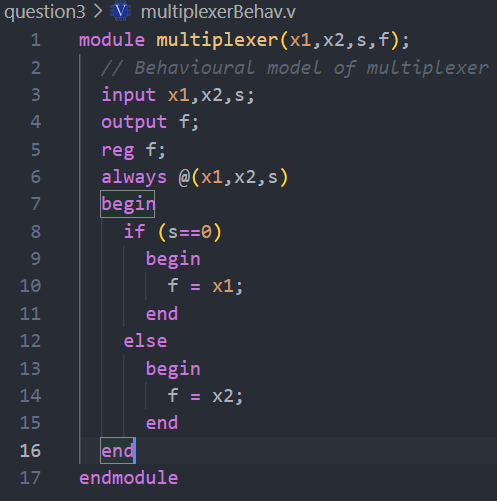 question3 > multiplexerBehav.v
1 module multiplexer(x1,x2,s,f);
2 // Behavioural model of multiplexer
3 input x1,x2,s;
4 output f;
5 reg f;
6 always @(x1,x2,s)
7 begin
8 if (s==0)
9 begin
10 f = x1;
11 end
12 else
13 begin
14 f = x2;
15 end
16 end
17 endmodule